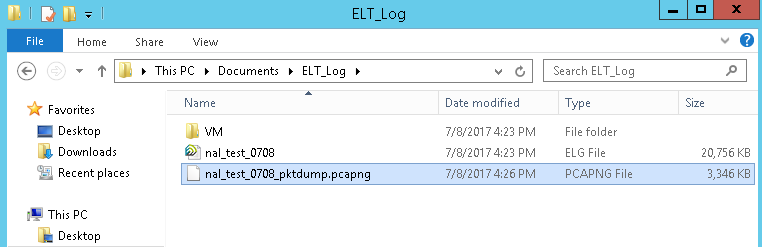 ELT_Log
File Home Share View
This PC Documents ELT_Log Search ELT_Log
Favorites
Desktop
Downloads
Recent places
This PC
Desktop
Name Date modified Type Size
VM 7/8/2017 4:23 PM File folder
nal_test_0708 7/8/2017 4:23 PM ELG File 20,756 KB
nal_test_0708_pktdump.pcapng 7/8/2017 4:26 PM PCAPNG File 3,346 KB